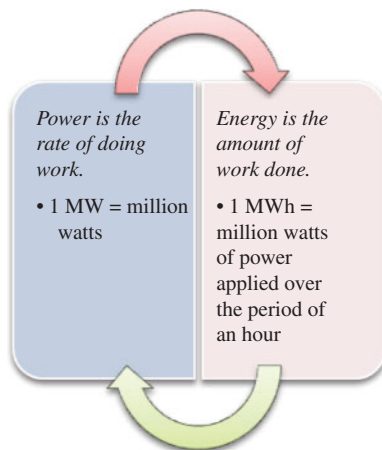 Power is the
rate of doing
work.
• 1 MW = million
watts
Energy is the
amount of
work done.
• 1 MWh =
million watts
of power
applied over
the period of
an hour